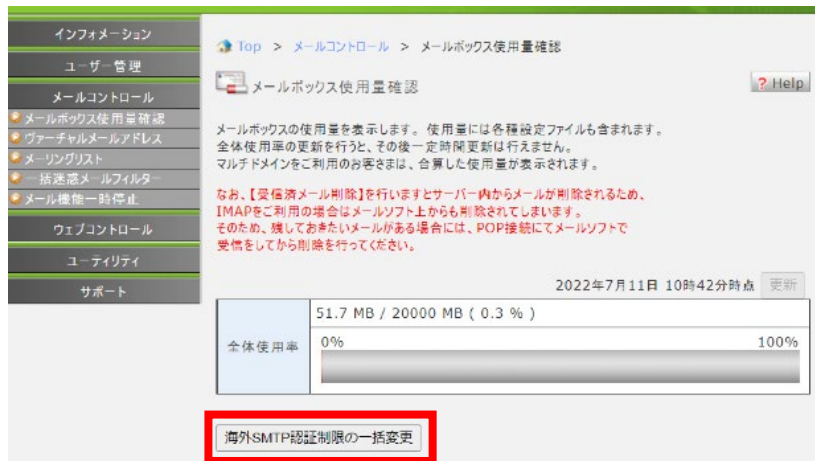 インフォメーション
ユーザー管理
メールコントロール
メールボックス使用量確認
ヴァーチャルメールアドレス
メーリングリスト
一括迷惑メールフィルター
メール機能一時停止
ウェブコントロール
ユーティリティ
サポート
Top > メールコントロール > メールボックス使用量確認
メールボックス使用量確認
? Help
メールボックスの使用量を表示します。使用量には各種設定ファイルも含まれます。
全体使用率の更新を行うと、その後一定時間更新は行えません。
マルチドメインをご利用のお客さまは、合算した使用量が表示されます。
なお、【受信済メール削除】を行いますとサーバー内からメールが削除されるため、
IMAPをご利用の場合はメールソフト上からも削除されてしまいます。
そのため、残しておきたいメールがある場合には、POP接続にてメールソフトで
受信をしてから削除を行ってください。
2022年7月11日 10時42分時点 更新
51.7 MB / 20000 MB ( 0.3 % )
全体使用率
0% 100%
海外SMTP認証制限の一括変更